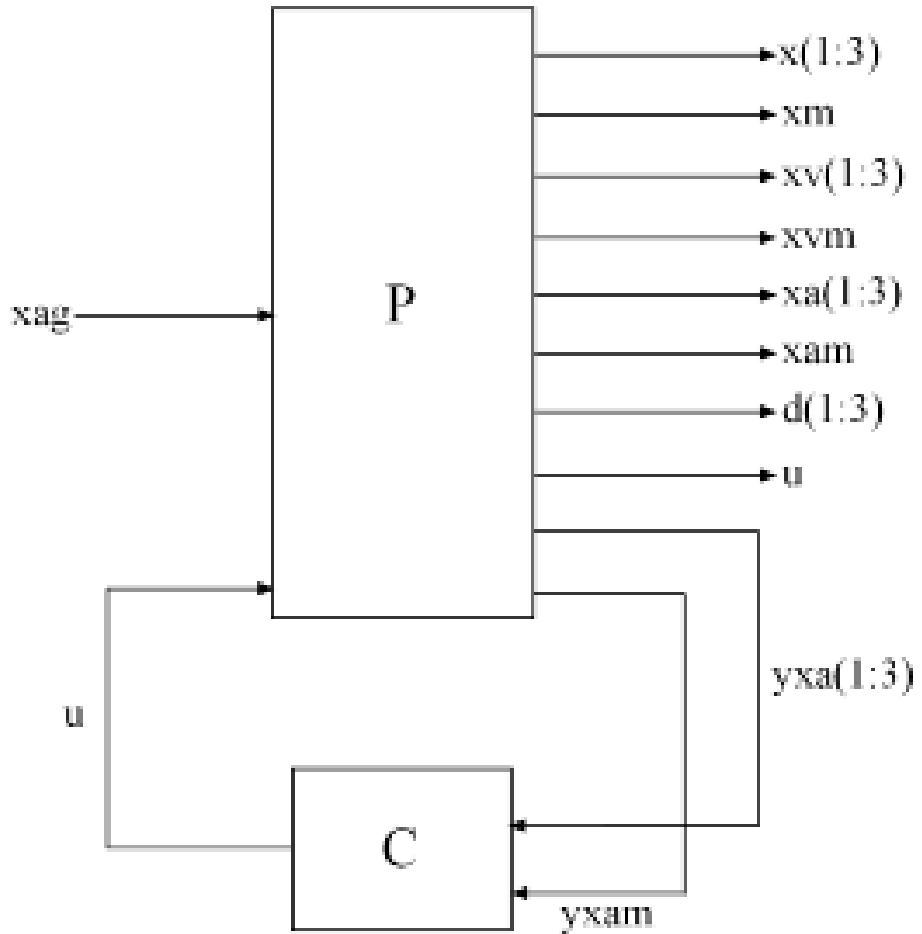 x(1:3)
xm
xv(1:3)
xvm
xa(1:3)
xag
P
xam
d(1:3)
u
yxa(1:3)
u
C
yxam